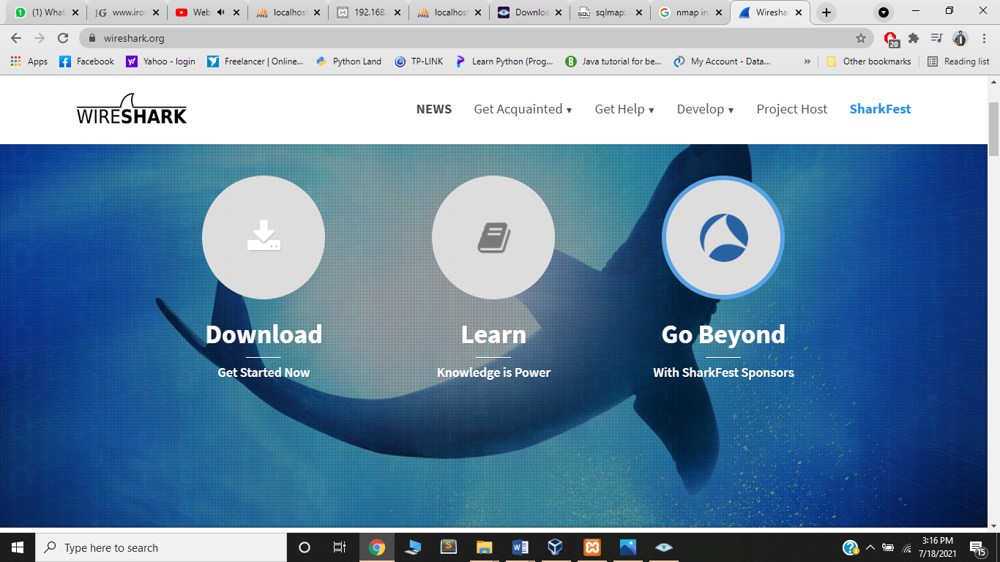 (1) What
www.iro
Web
localhos
192.168.
localhos
Downloa
sqlmap:
nmap in
Wiresha
wireshark.org
20
Apps
Facebook
Yahoo - login
Freelancer | Online...
Python Land
TP-LINK
Learn Python (Prog...
Java tutorial for be...
My Account - Data...
»
Other bookmarks
Reading list
WIRESHARK
NEWS
Get Acquainted ▾
Get Help ▾
Develop ▾
Project Host
SharkFest
Download
Get Started Now
Learn
Knowledge is Power
Go Beyond
With SharkFest Sponsors
Type here to search
3:16 PM
7/18/2021
15